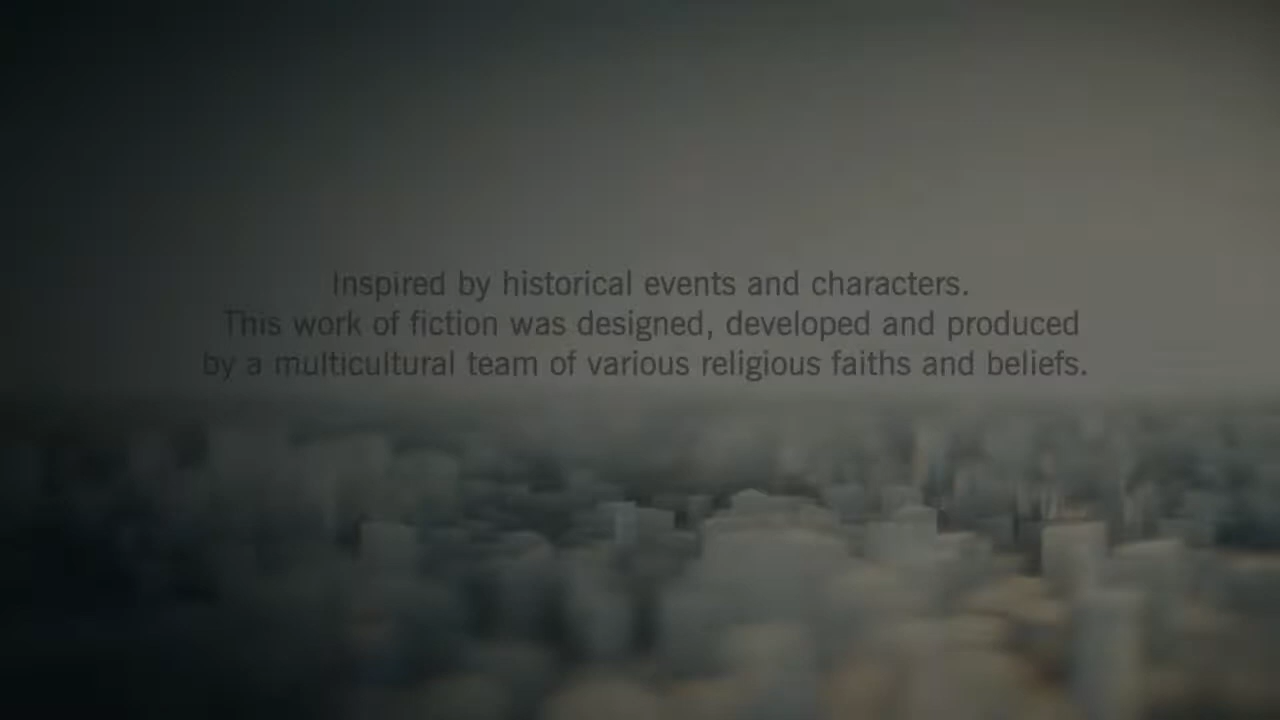 Inspired by historical events and characters.
This work of fiction was designed, developed and produced
by a multicultural team of various religious faiths and beliefs.